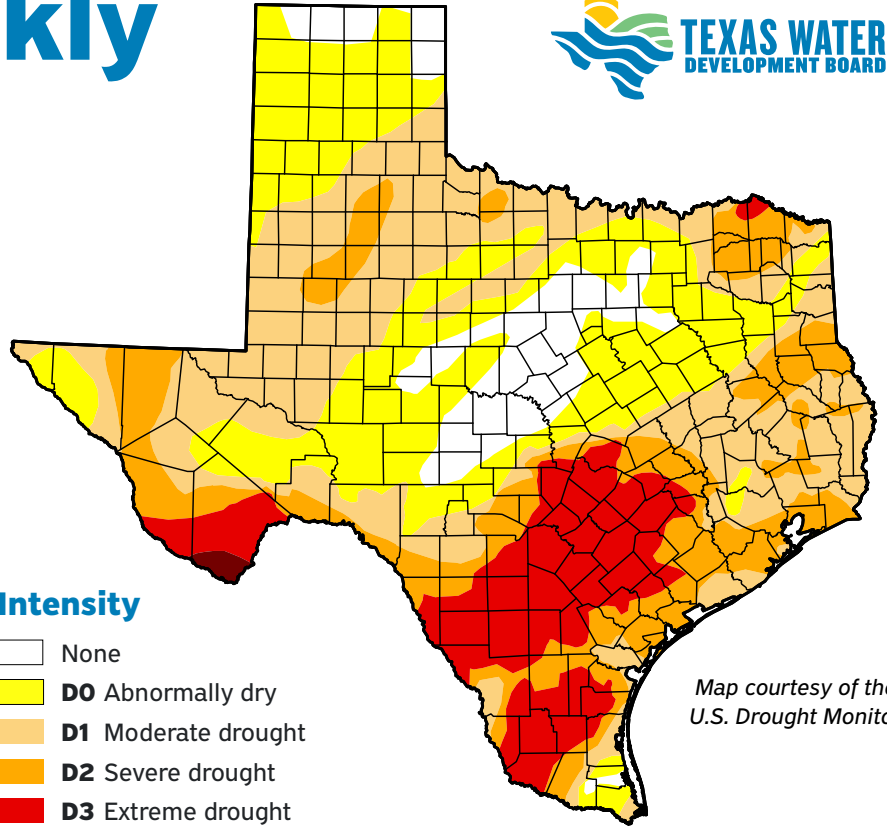 kly
TEXAS WATER
DEVELOPMENT BOARD
Intensity
None
D0 Abnormally dry
D1 Moderate drought
D2 Severe drought
D3 Extreme drought
Map courtesy of the
U.S. Drought Monito